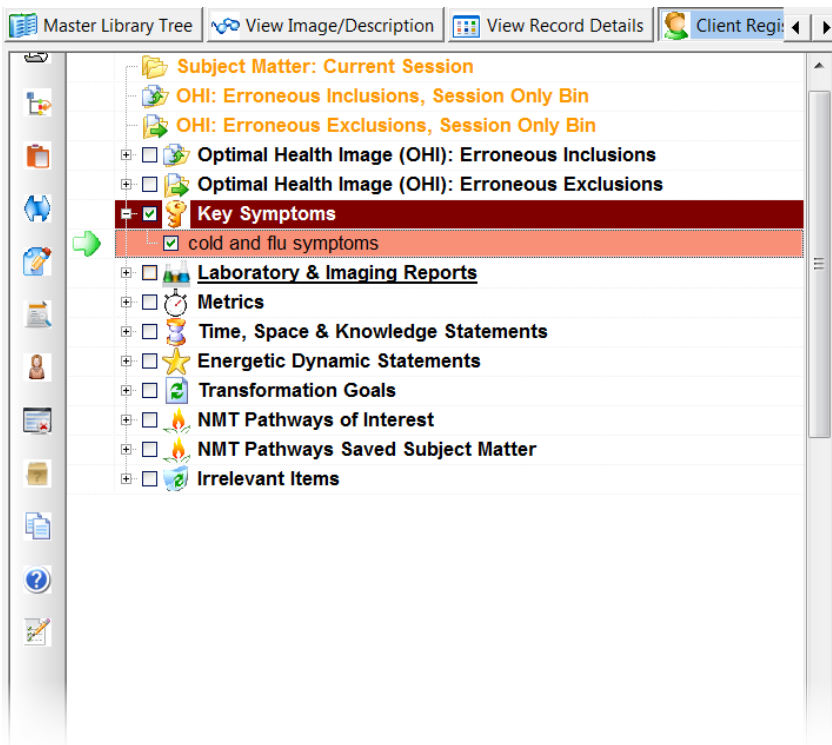 Master Library Tree View Image/Description View Record Details Client Regi
Subject Matter: Current Session
OHI: Erroneous Inclusions, Session Only Bin
OHI: Erroneous Exclusions, Session Only Bin
Optimal Health Image (OHI): Erroneous Inclusions
Optimal Health Image (OHI): Erroneous Exclusions
Key Symptoms
cold and flu symptoms
Laboratory & Imaging Reports
Metrics
Time, Space & Knowledge Statements
Energetic Dynamic Statements
Transformation Goals
NMT Pathways of Interest
NMT Pathways Saved Subject Matter
Irrelevant Items